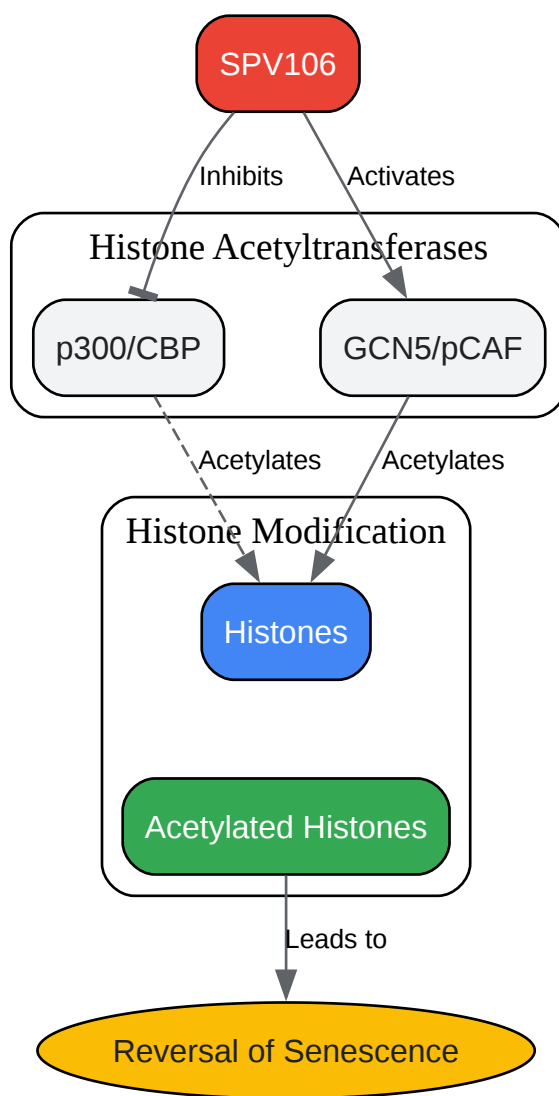 SPV106
Inhibits
Activates
Histone Acetyltransferases
p300/CBP
GCN5/pCAF
Acetylates
Acetylates
Histone Modification
Histones
Acetylated Histones
Leads to
Reversal of Senescence